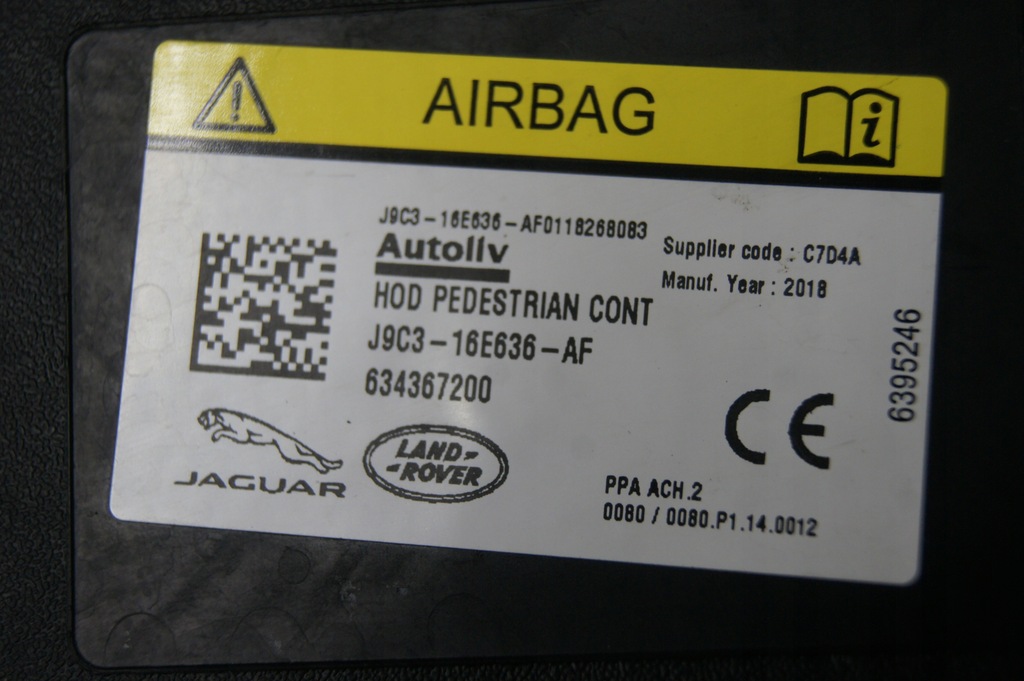 AIRBAG
J9C3-16E636-AF0118268083
Autoliv
Supplier code : C7D4A
Manuf. Year : 2018
HOD PEDESTRIAN CONT
J9C3-16E636-AF
634367200
6395246
JAGUAR
LAND-
-ROVER
CE
PPA ACH.2
0080 / 0080.P1.14.0012